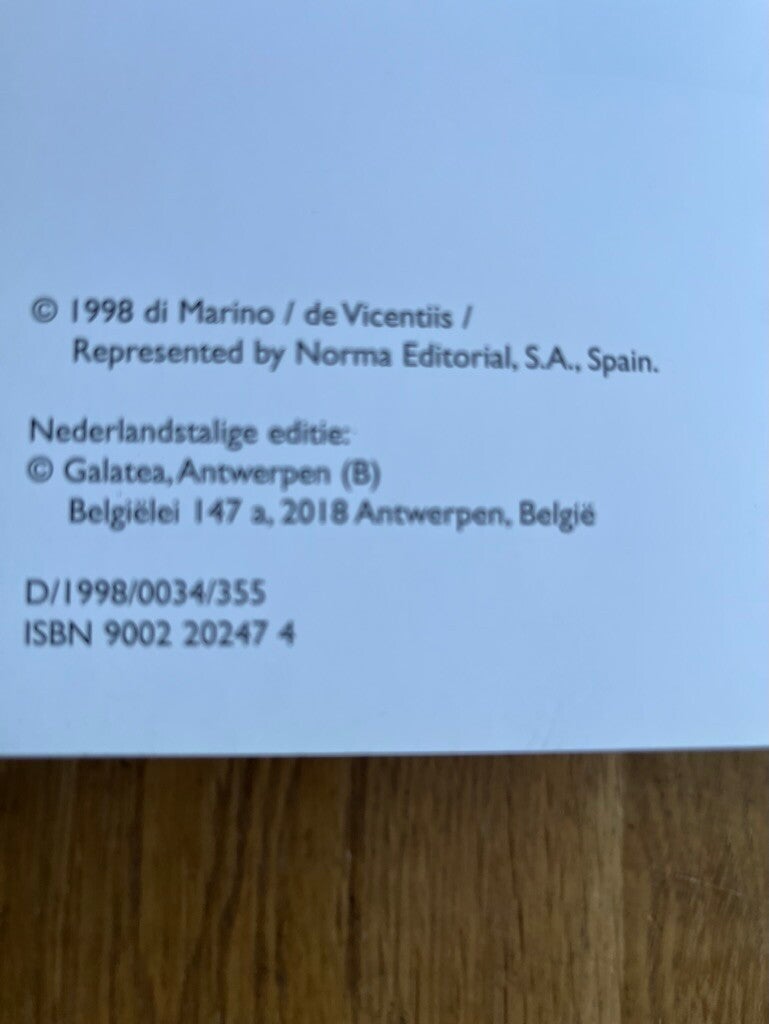 © 1998 di Marino / de Vicentiis /
Represented by Norma Editorial, S.A., Spain.
Nederlandstalige editie:
© Galatea, Antwerpen (B)
Belgiëlei 147 a, 2018 Antwerpen, België
D/1998/0034/355
ISBN 9002 20247 4